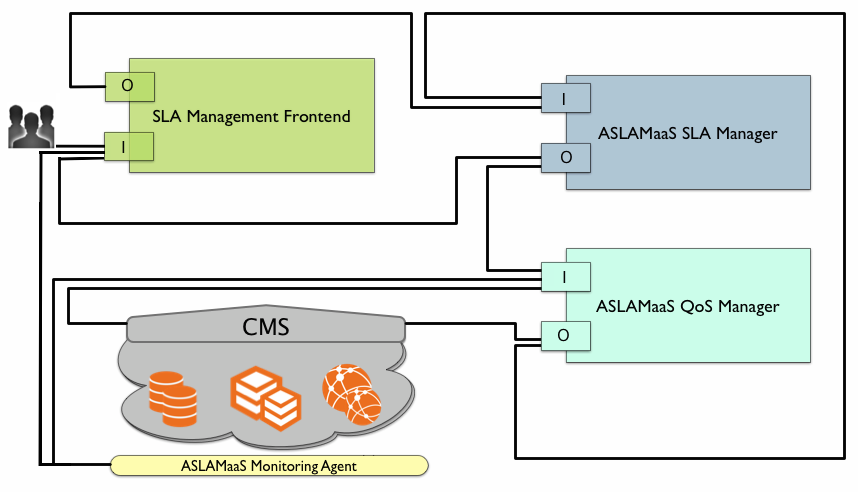 O
SLA Management Frontend
I
I
ASLAMaaS SLA Manager
O
I
ASLAMaaS QoS Manager
O
CMS
ASLAMaaS Monitoring Agent